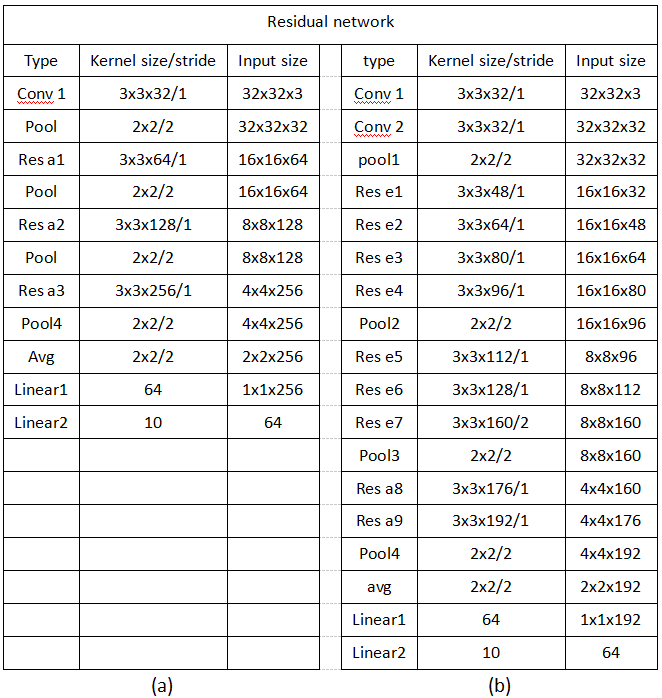 Residual network
Type Kernel size/stride Input size type Kernel size/stride Input size
Conv 1 3x3x32/1 32x32x3 Conv 1 3x3x32/1 32x32x3
Pool 2x2/2 32x32x32 Conv 2 3x3x32/1 32x32x32
Res a1 3x3x64/1 16x16x64 pool1 2x2/2 32x32x32
Pool 2x2/2 16x16x64 Res e1 3x3x48/1 16x16x32
Res a2 3x3x128/1 8x8x128 Res e2 3x3x64/1 16x16x48
Pool 2x2/2 8x8x128 Res e3 3x3x80/1 16x16x64
Res a3 3x3x256/1 4x4x256 Res e4 3x3x96/1 16x16x80
Pool4 2x2/2 4x4x256 Pool2 2x2/2 16x16x96
Avg 2x2/2 2x2x256 Res e5 3x3x112/1 8x8x96
Linear1 64 1x1x256 Res e6 3x3x128/1 8x8x112
Linear2 10 64 Res e7 3x3x160/2 8x8x160
Pool3 2x2/2 8x8x160
Res a8 3x3x176/1 4x4x160
Res a9 3x3x192/1 4x4x176
Pool4 2x2/2 4x4x192
avg 2x2/2 2x2x192
Linear1 64 1x1x192
Linear2 10 64
(a) (b)